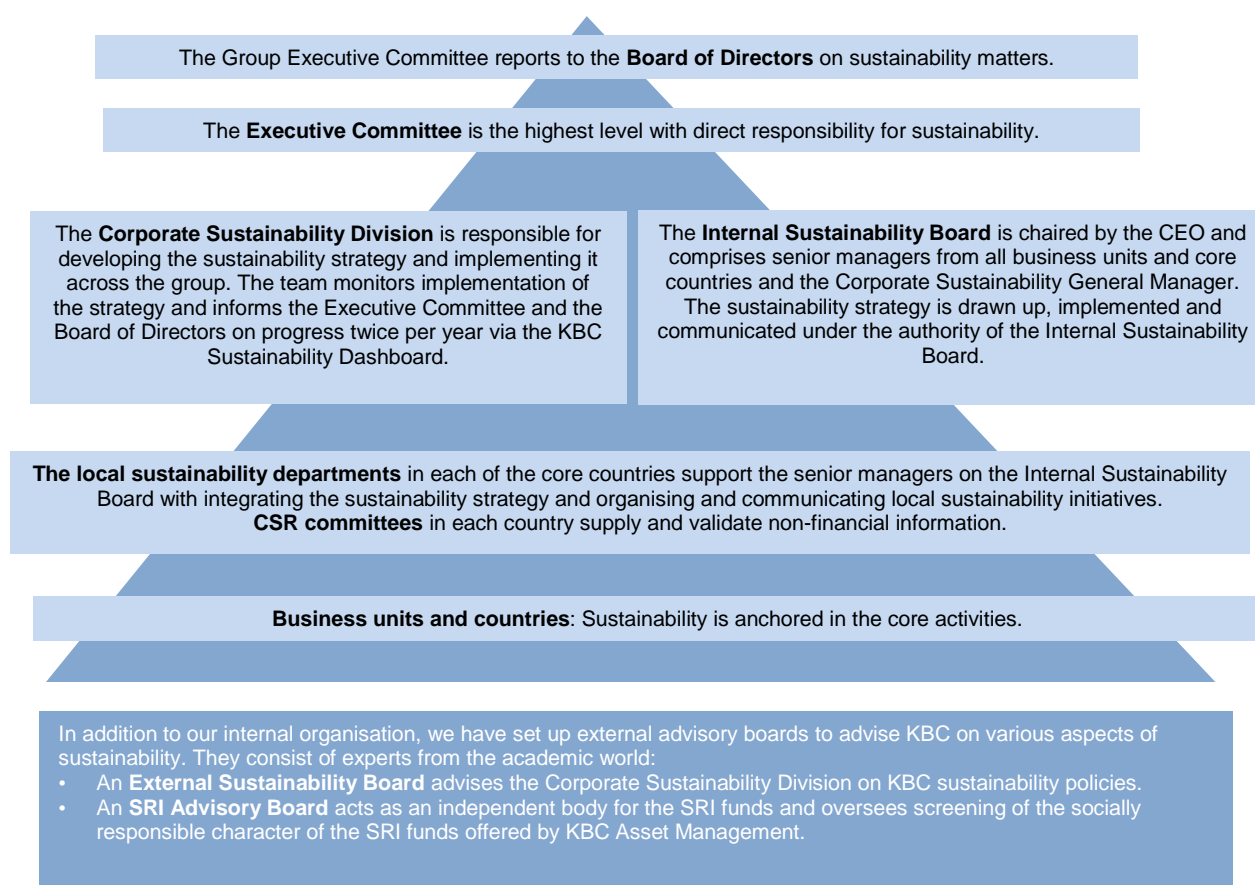 The Group Executive Committee reports to the Board of Directors on sustainability matters.
The Executive Committee is the highest level with direct responsibility for sustainability.
The Corporate Sustainability Division is responsible for
developing the sustainability strategy and implementing it
across the group. The team monitors implementation of
the strategy and informs the Executive Committee and the
Board of Directors on progress twice per year via the KBC
Sustainability Dashboard.
The Internal Sustainability Board is chaired by the CEO and
comprises senior managers from all business units and core
countries and the Corporate Sustainability General Manager.
The sustainability strategy is drawn up, implemented and
communicated under the authority of the Internal Sustainability
Board.
The local sustainability departments in each of the core countries support the senior managers on the Internal Sustainability
Board with integrating the sustainability strategy and organising and communicating local sustainability initiatives.
CSR committees in each country supply and validate non-financial information.
Business units and countries: Sustainability is anchored in the core activities.
In addition to our internal organisation, we have set up external advisory boards to advise KBC on various aspects of
sustainability. They consist of experts from the academic world:
• An External Sustainability Board advises the Corporate Sustainability Division on KBC sustainability policies.
• An SRI Advisory Board acts as an independent body for the SRI funds and oversees screening of the socially
responsible character of the SRI funds offered by KBC Asset Management.